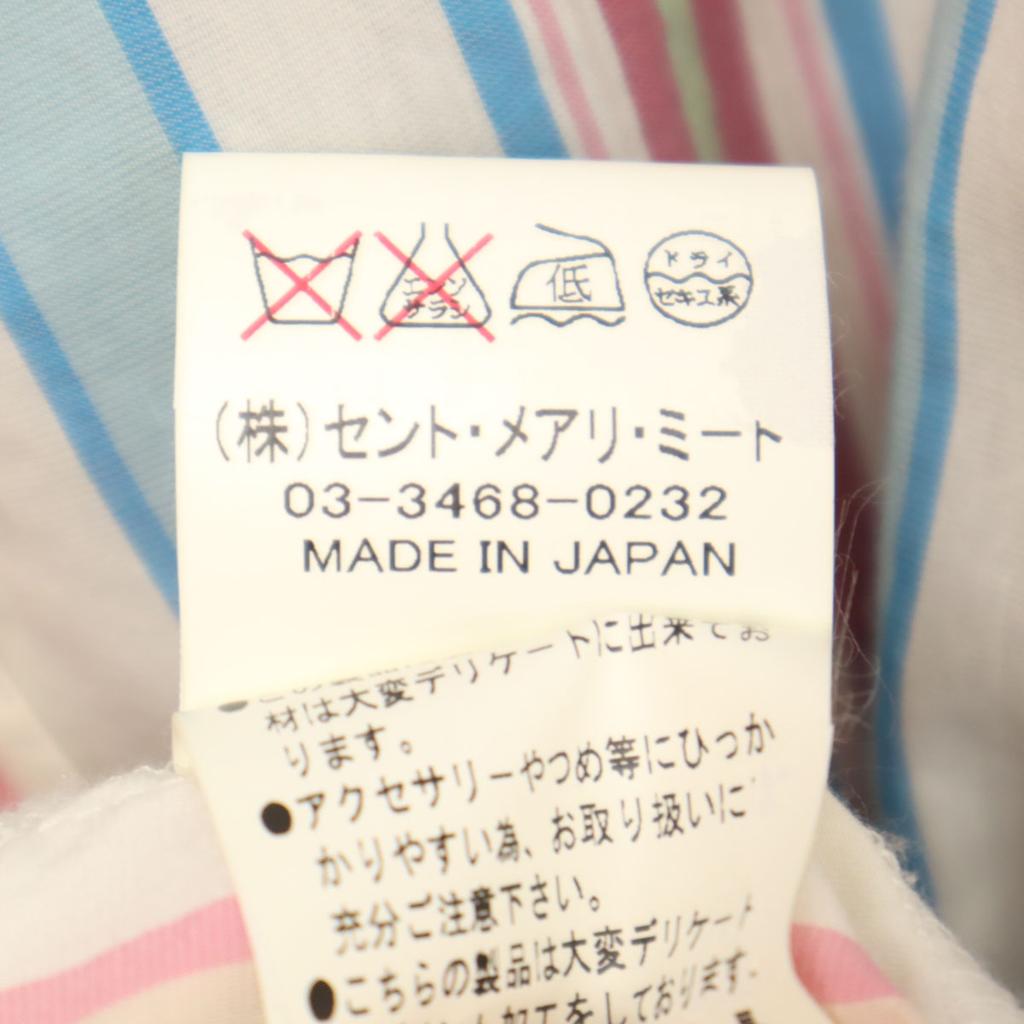 エンソ
サラシ
低
ドライ
セキユ系
(株)セント・メアリ・ミート
03-3468-0232
MADE IN JAPAN
デリケートに出来てお
材は大変デリケ
ります。
●アクセサリーやつめ等にひっか
かりやすい為、お取り扱いに
充分ご注意下さい。
●こちらの製品は大変デリケート
加工をしております。